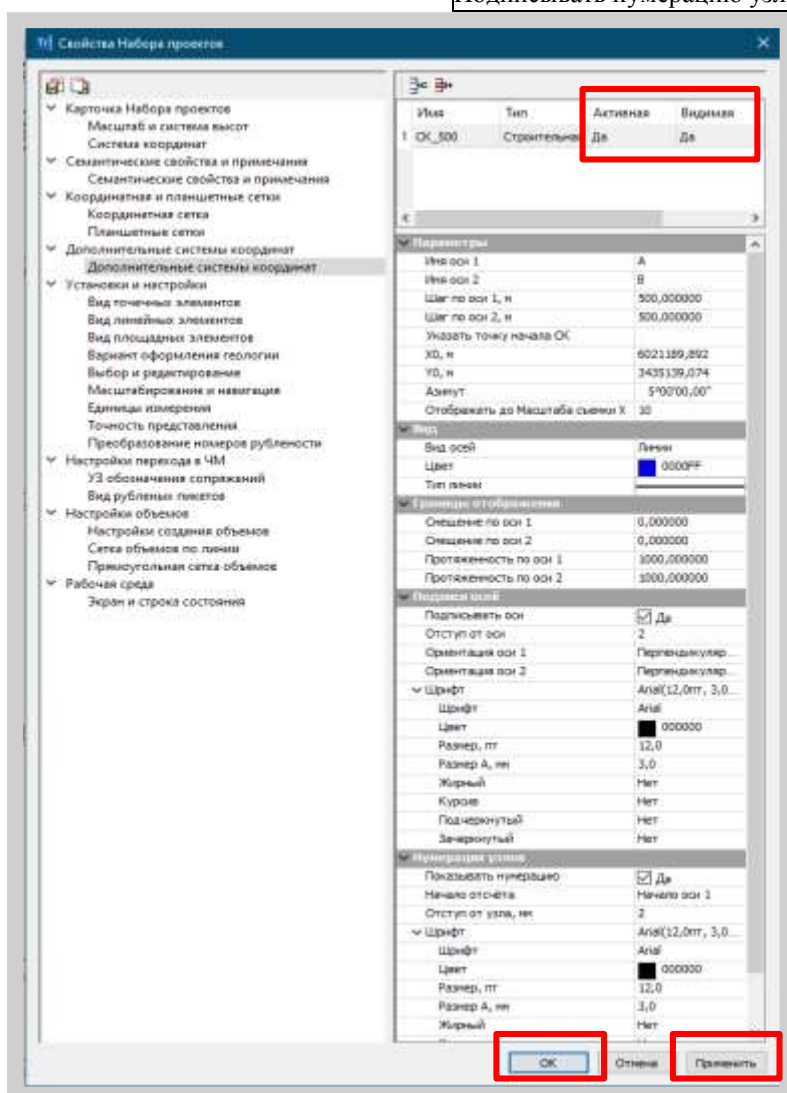 Подписывать нумерацию узл
Свойства Набора проектов
Карточка Набора проектов
Масштаб и система высот
Система координат
Семантические свойства и примечания
Семантические свойства и примечания
Координатная и планшетные сетки
Координатная сетка
Планшетные сетки
Дополнительные системы координат
Дополнительные системы координат
Установки и настройки
Вид точечных элементов
Вид линейных элементов
Вид площадных элементов
Вариант оформления геологии
Выбор и редактирование
Масштабирование и навигация
Единицы измерения
Точность представления
Преобразование номеров рублености
Настройки перехода в ЧМ
УЗ обозначения сопряжений
Вид рубленых пикетов
Настройки объемов
Настройки создания объемов
Сетка объемов по линии
Прямоугольная сетка объемов
Рабочая среда
Экран и строка состояния
Имя Тип Активная Видимая
1 СК_500 Строительная Да Да
Параметры
Имя оси 1 A
Имя оси 2 B
Шаг по оси 1, м 500,000000
Шаг по оси 2, м 500,000000
Указать точку начала СК
X0, м 6021189,892
Y0, м 3435139,074
Азимут 5°00'00,00"
Отображать до Масштаба съемки X 10
Вид
Вид осей Линии
Цвет 0000FF
Тип линии
Границы отображения
Смещение по оси 1 0,000000
Смещение по оси 2 0,000000
Протяженность по оси 1 1000,000000
Протяженность по оси 2 1000,000000
Подписи осей
Подписывать оси Да
Отступ от оси 2
Ориентация оси 1 Перпендикуляр...
Ориентация оси 2 Перпендикуляр...
Шрифт Arial(12,0пт, 3,0...
Шрифт Arial
Цвет 000000
Размер, пт 12,0
Размер А, мм 3,0
Жирный Нет
Курсив Нет
Подчеркнутый Нет
Зачеркнутый Нет
Нумерация узлов
Показывать нумерацию Да
Начало отсчёта Начало оси 1
Отступ от узла, мм 2
Шрифт Arial(12,0пт, 3,0...
Шрифт Arial
Цвет 000000
Размер, пт 12,0
Размер А, мм 3,0
Жирный Нет
ОК Отмена Применить